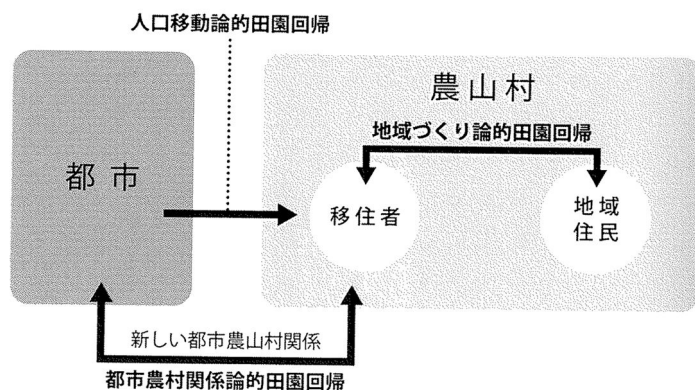 人口移動論的田園回帰
農山村
地域づくり論的田園回帰
都市
移住者
地域
住民
新しい都市農山村関係
都市農村関係論的田園回帰